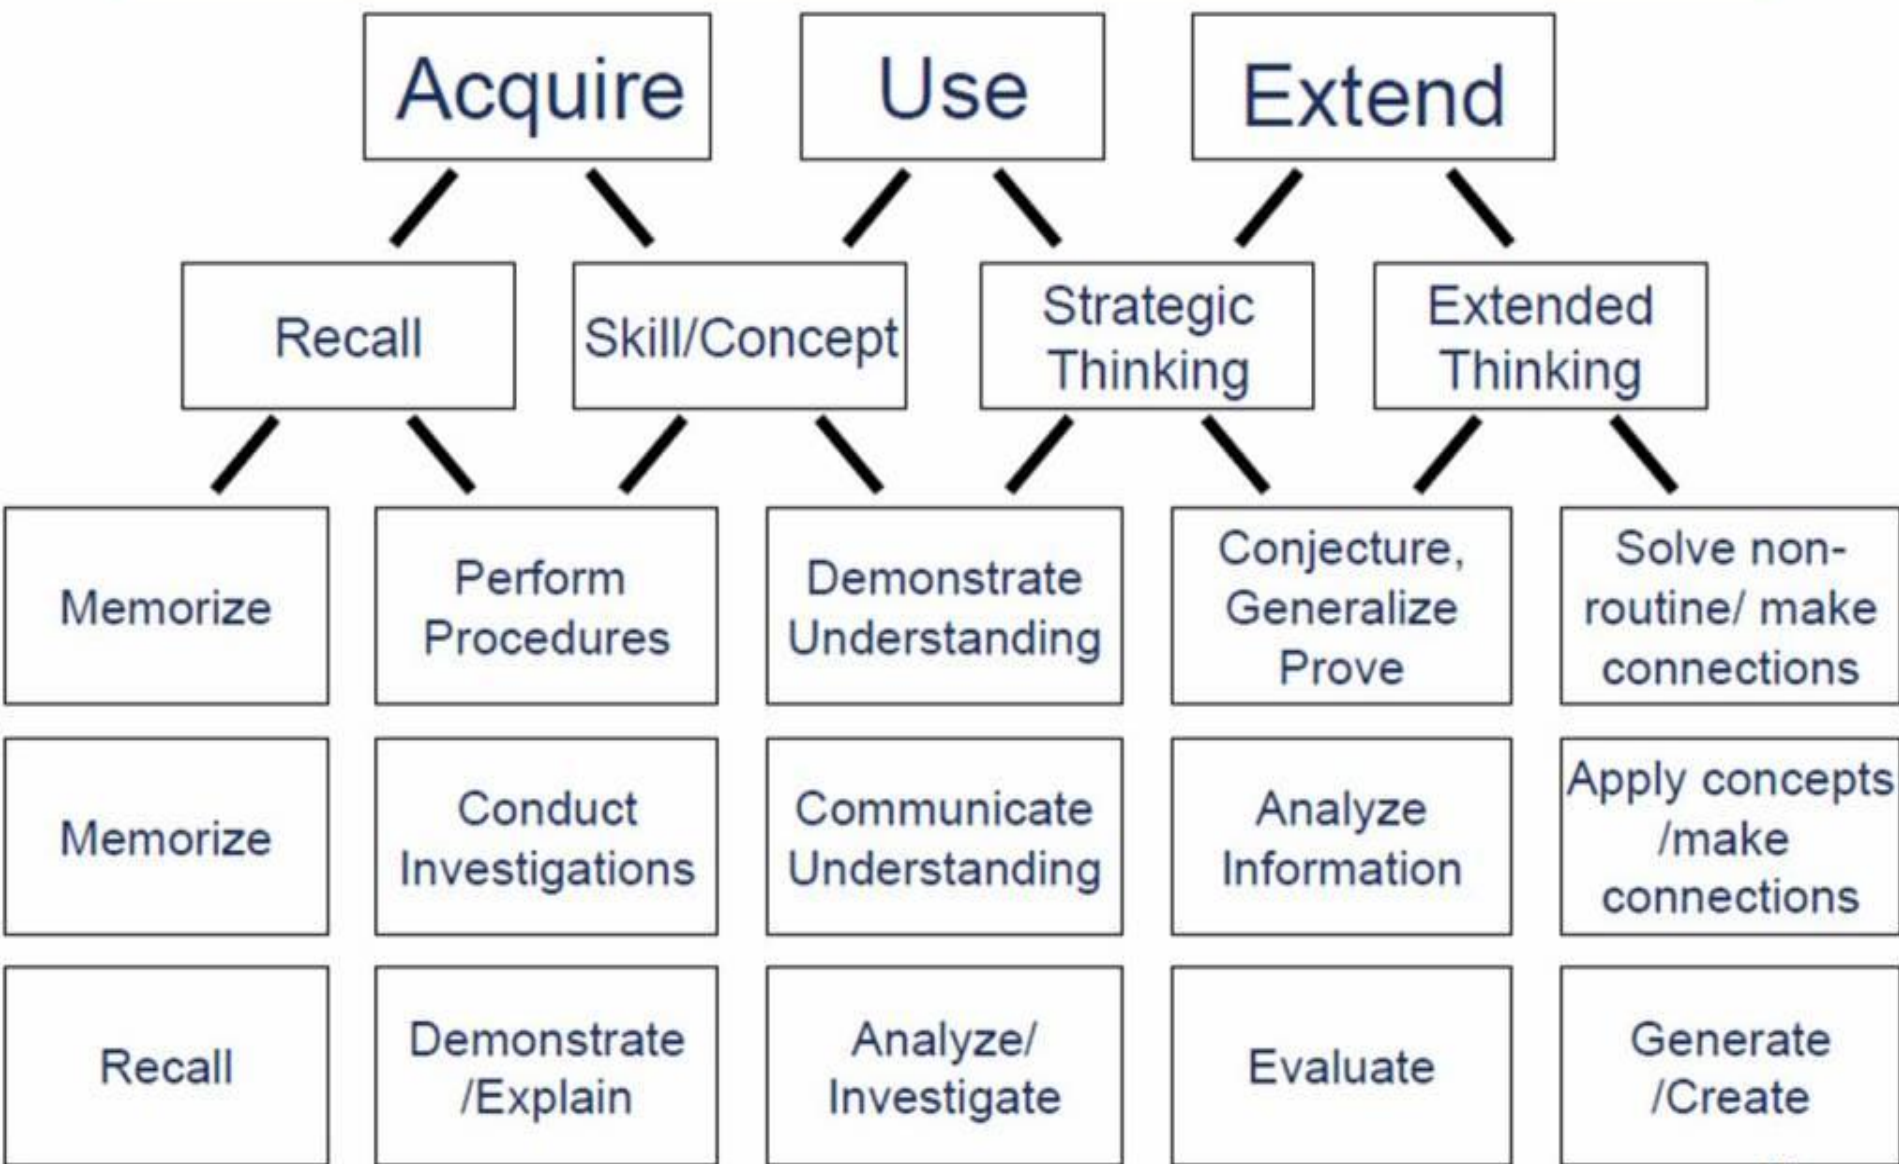 Acquire
Use
Extend
Recall
Skill/Concept
Strategic
Thinking
Extended
Thinking
Memorize
Perform
Procedures
Demonstrate
Understanding
Conjecture,
Generalize
Prove
Solve non-
routine/ make
connections
Memorize
Conduct
Investigations
Communicate
Understanding
Analyze
Information
Apply concepts
/make
connections
Recall
Demonstrate
/Explain
Analyze/
Investigate
Evaluate
Generate
/Create